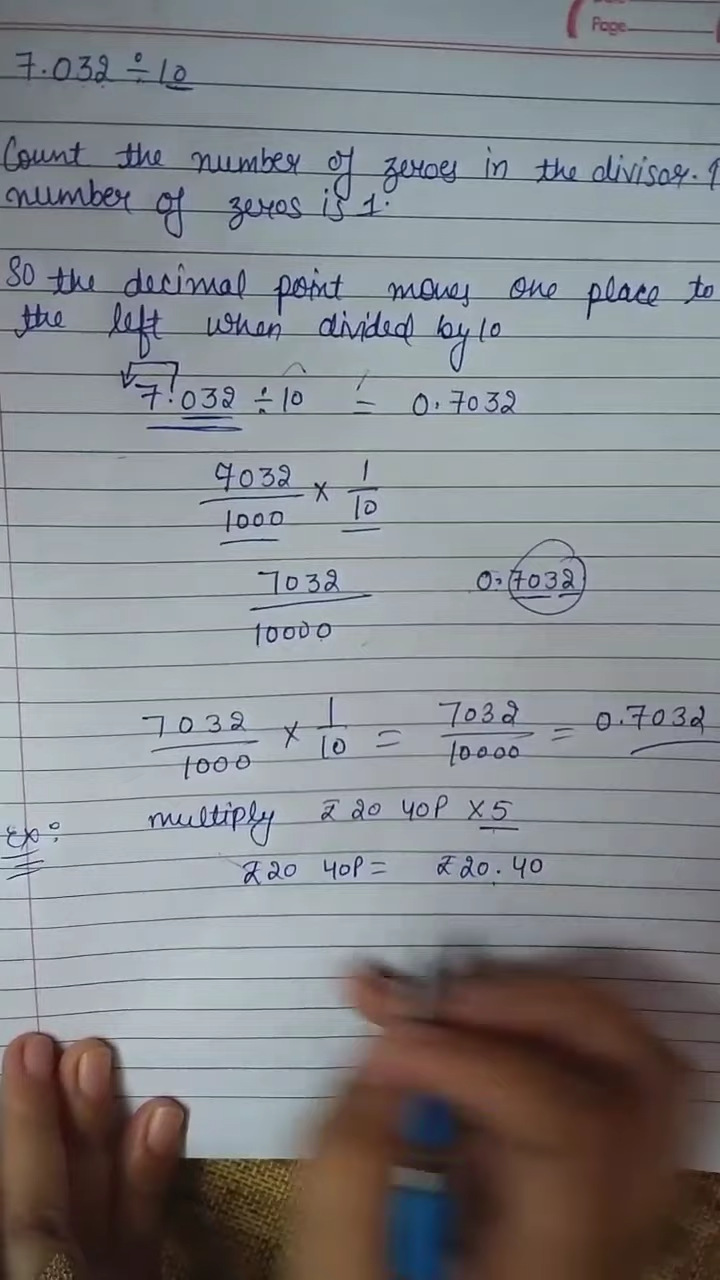 Page
7.032 ÷ 10
Count the number of zeroes in the divisor.
number of zeros is 1.
So the decimal point moves one place to
the left when divided by 10
7.032 ÷ 10 = 0.7032
7032/1000 × 1/10
7032/10000 0.7032
7032/1000 × 1/10 = 7032/10000 = 0.7032
Ex: multiply ₹ 20 40P × 5
₹ 20 40P = ₹ 20.40